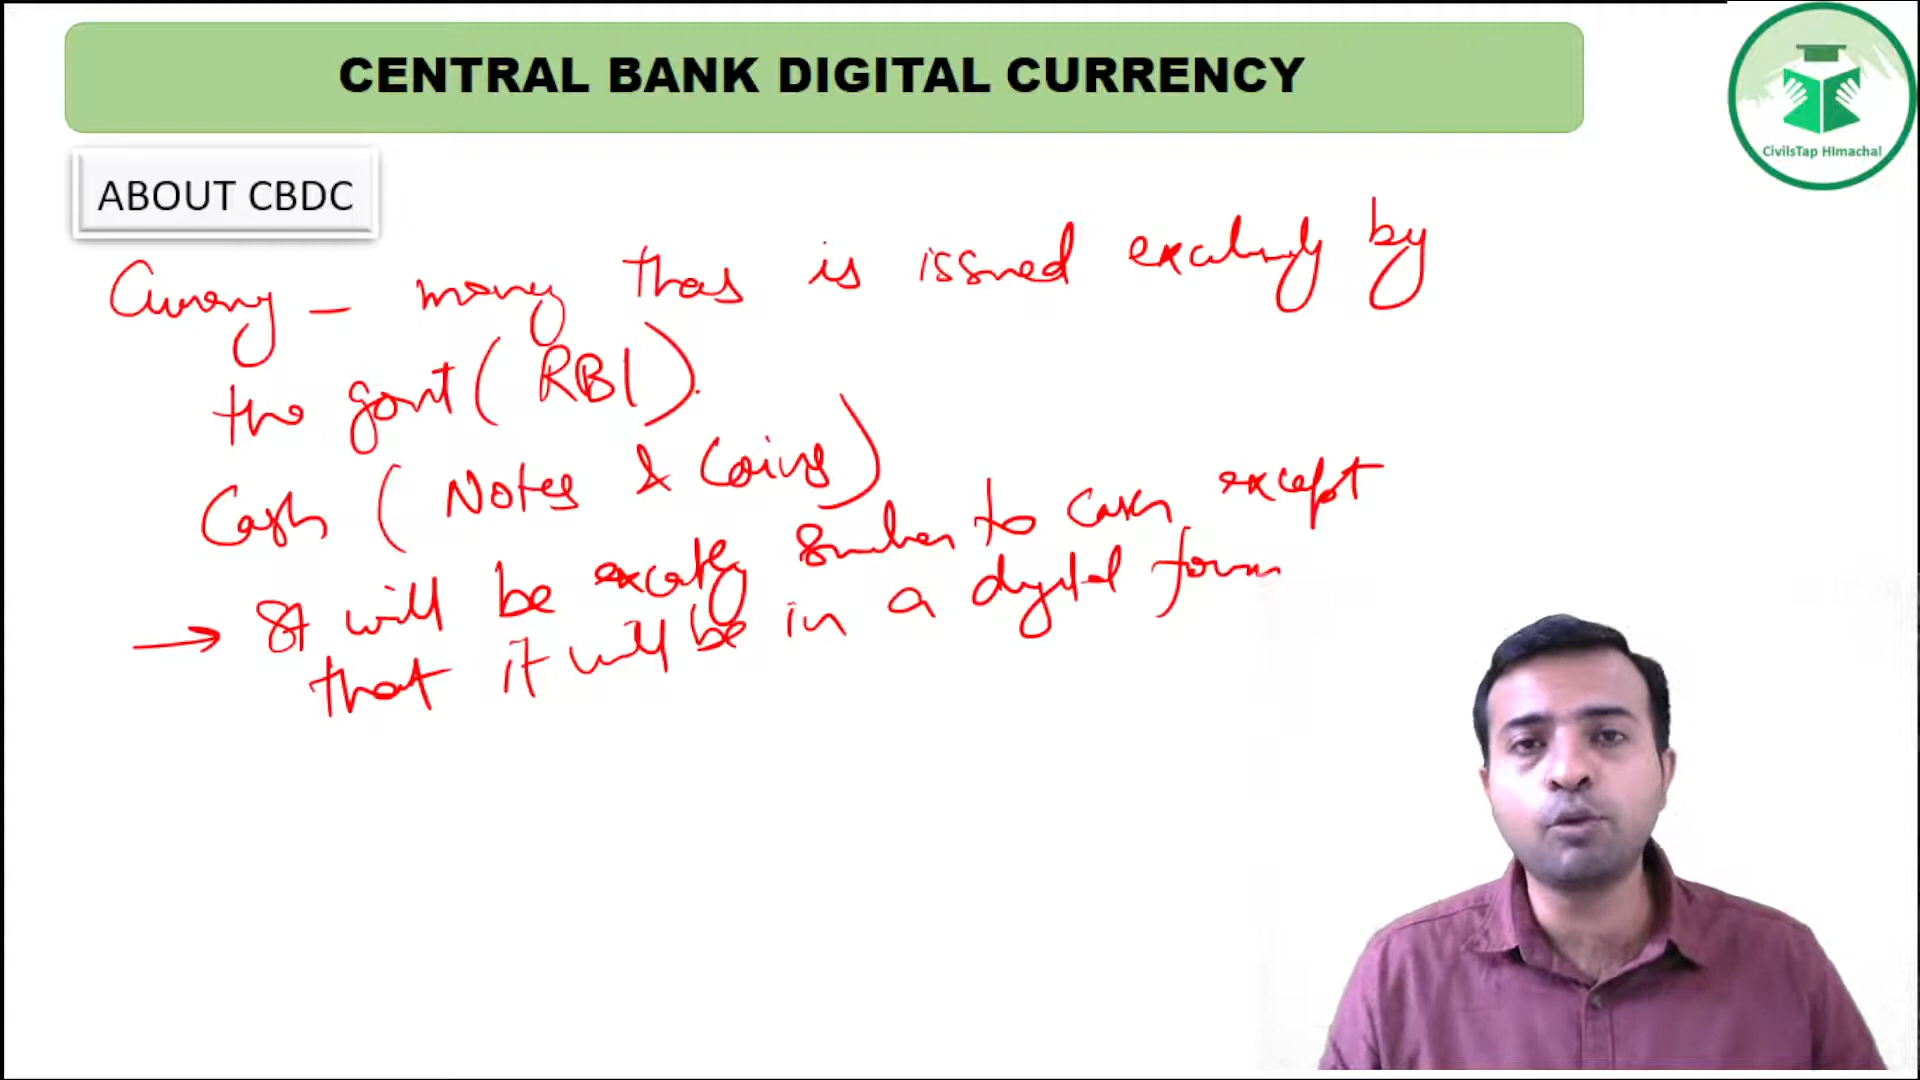 CENTRAL BANK DIGITAL CURRENCY
CivilsTap HImachal
ABOUT CBDC
Currency – money that is issued exclusively by
the govt (RBI).
Cash (Notes & Coins)
→ It will be exactly similar to cash except
that it will be in a digital form